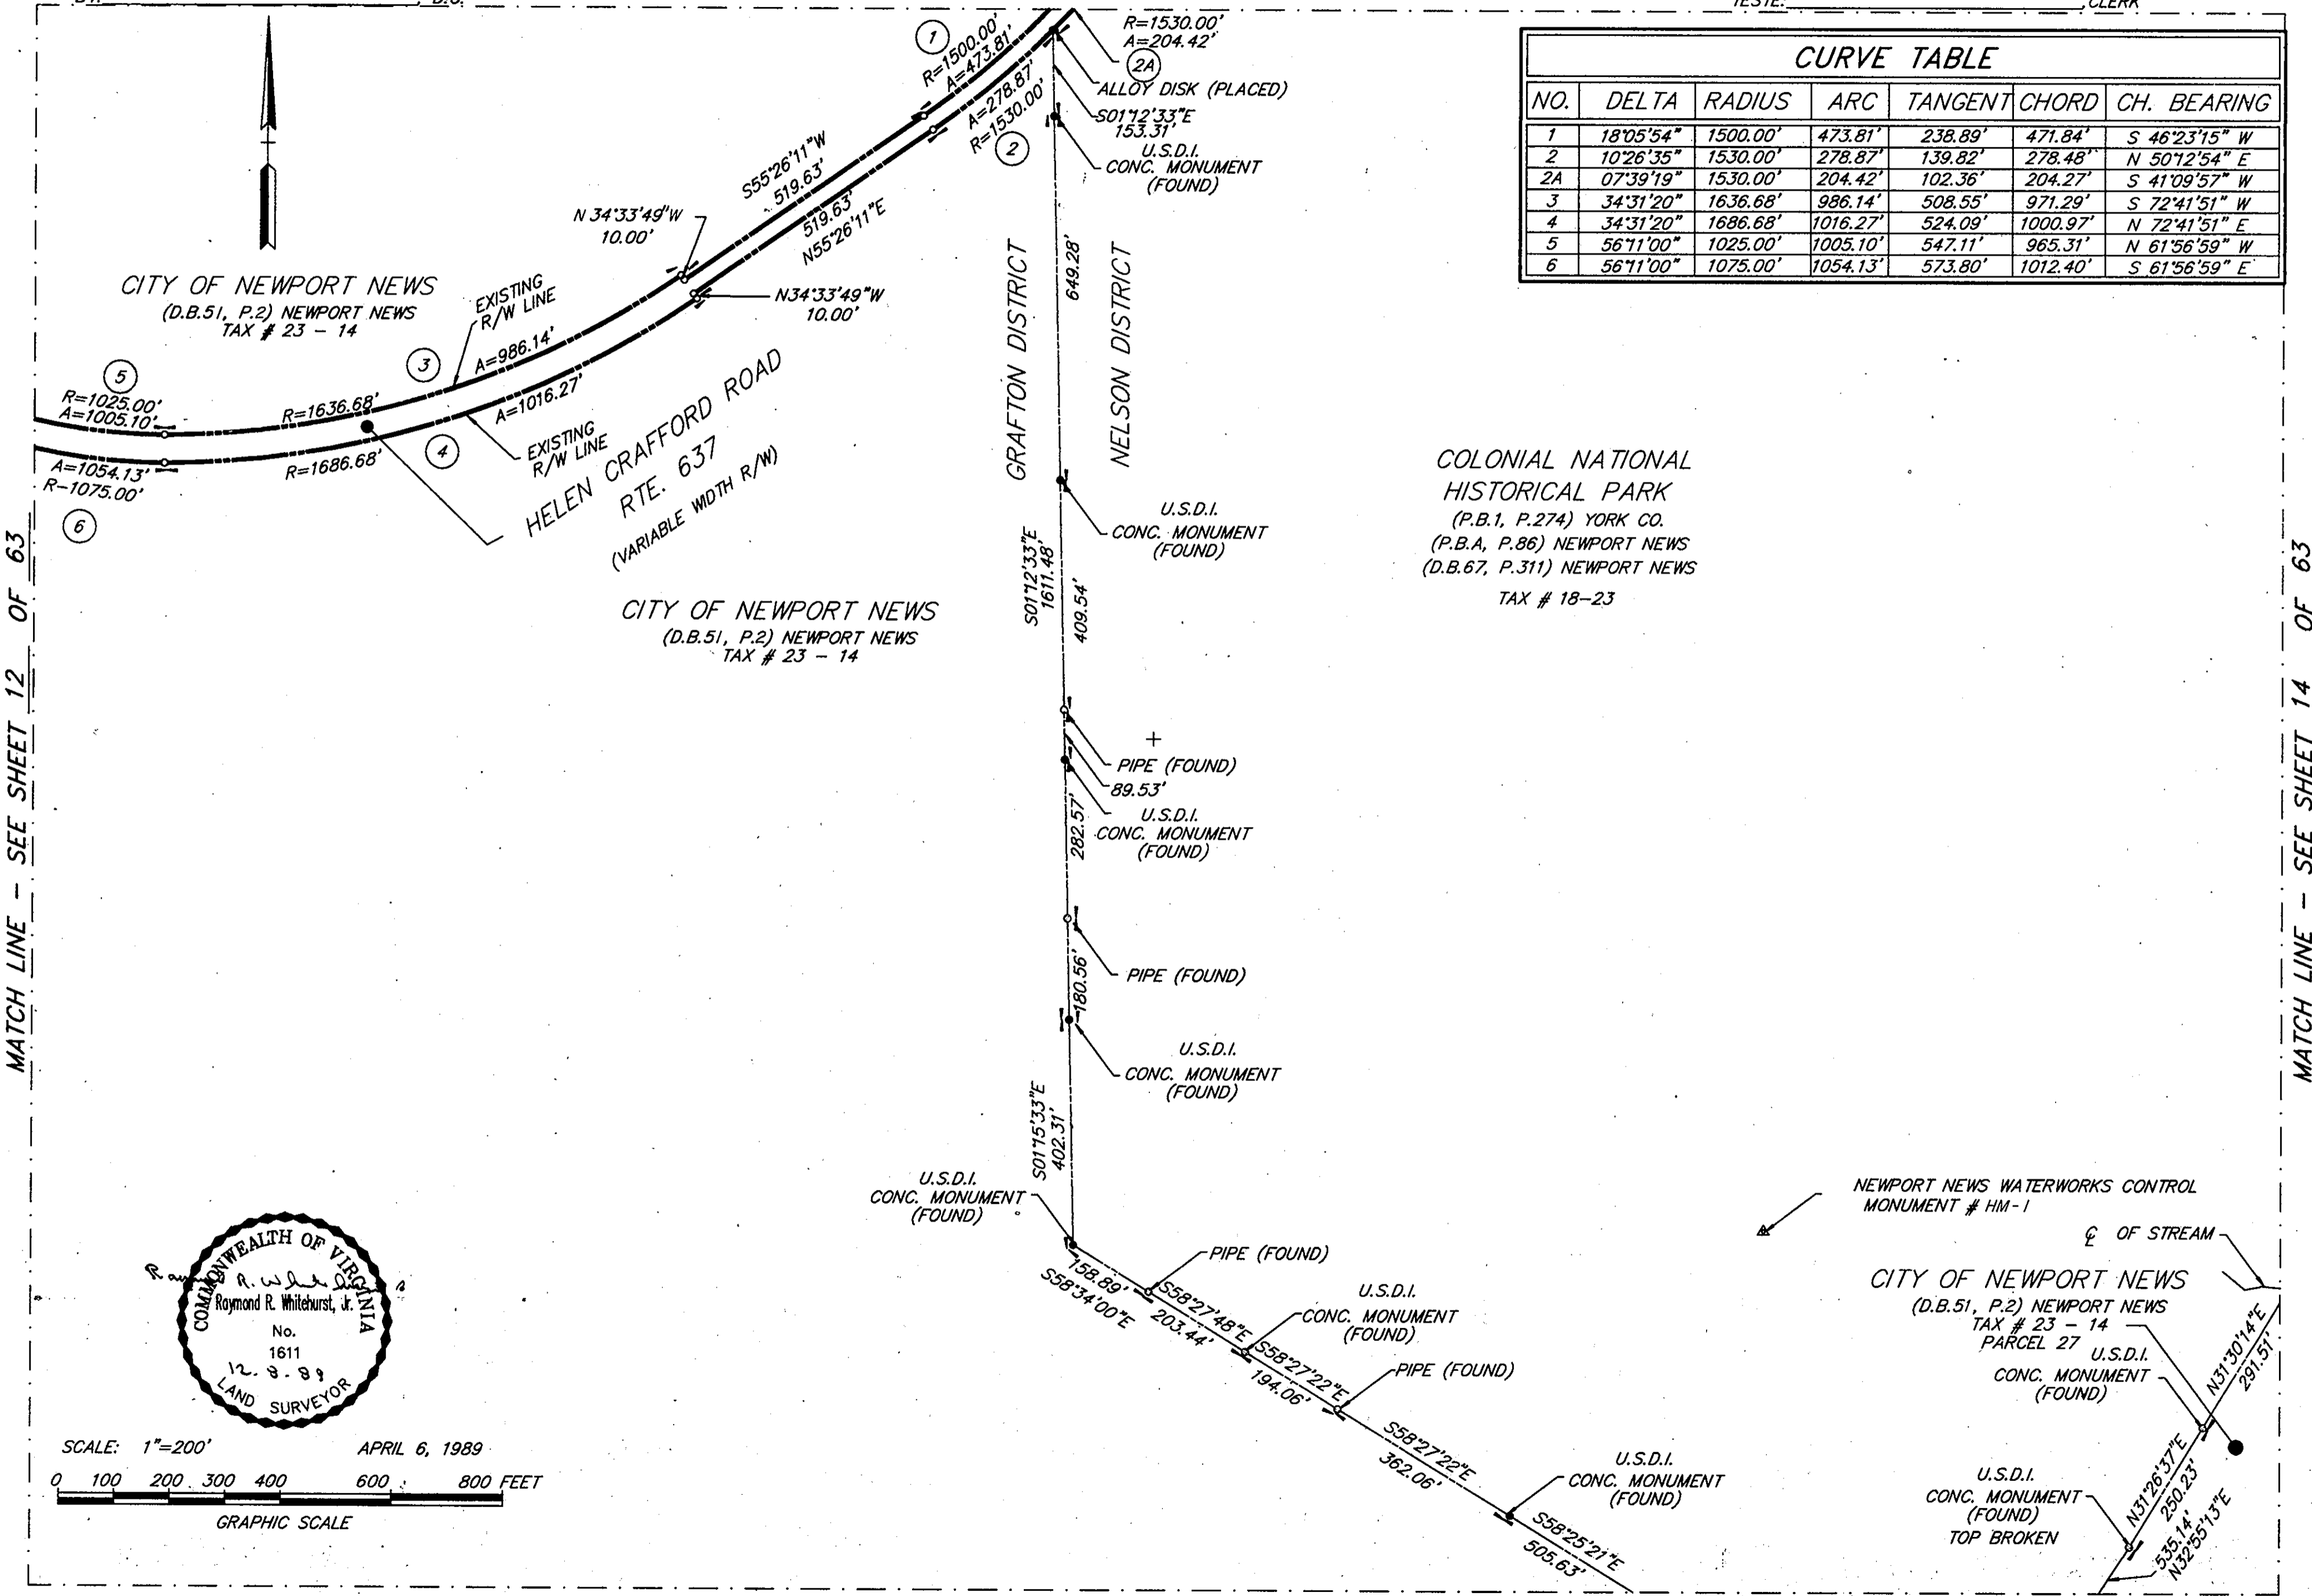 , D.C.
TESTE: , CLERK
CURVE TABLE
NO. DELTA RADIUS ARC TANGENT CHORD CH. BEARING
1 18°05'54" 1500.00' 473.81' 238.89' 471.84' S 46°23'15" W
2 10°26'35" 1530.00' 278.87' 139.82' 278.48' N 50°12'54" E
2A 07°39'19" 1530.00' 204.42' 102.36' 204.27' S 41°09'57" W
3 34°31'20" 1636.68' 986.14' 508.55' 971.29' S 72°41'51" W
4 34°31'20" 1686.68' 1016.27' 524.09' 1000.97' N 72°41'51" E
5 56°11'00" 1025.00' 1005.10' 547.11' 965.31' N 61°56'59" W
6 56°11'00" 1075.00' 1054.13' 573.80' 1012.40' S 61°56'59" E
1
R=1500.00'
A=473.81'
A=278.87'
R=1530.00'
2
R=1530.00'
A=204.42'
2A
ALLOY DISK (PLACED)
S01°12'33"E
153.31'
U.S.D.I.
CONC. MONUMENT
(FOUND)
S55°26'11"W
519.63'
519.63'
N55°26'11"E
N 34°33'49"W
10.00'
N34°33'49"W
10.00'
CITY OF NEWPORT NEWS
(D.B.51, P.2) NEWPORT NEWS
TAX # 23 - 14
EXISTING
R/W LINE
3
A=986.14'
A=1016.27'
5
R=1025.00'
A=1005.10'
R=1636.68'
4
EXISTING
R/W LINE
A=1054.13'
R-1075.00'
R=1686.68'
6
HELEN CRAFFORD ROAD
RTE. 637
(VARIABLE WIDTH R/W)
GRAFTON DISTRICT
649.28'
NELSON DISTRICT
COLONIAL NATIONAL
HISTORICAL PARK
(P.B.1, P.274) YORK CO.
(P.B.A, P.86) NEWPORT NEWS
(D.B.67, P.311) NEWPORT NEWS
TAX # 18-23
U.S.D.I.
CONC. MONUMENT
(FOUND)
S01°12'33"E
1611.48'
409.54'
CITY OF NEWPORT NEWS
(D.B.51, P.2) NEWPORT NEWS
TAX # 23 - 14
MATCH LINE - SEE SHEET 12 OF 63
MATCH LINE - SEE SHEET 14 OF 63
PIPE (FOUND)
89.53'
U.S.D.I.
CONC. MONUMENT
(FOUND)
282.57'
PIPE (FOUND)
180.56'
U.S.D.I.
CONC. MONUMENT
(FOUND)
S01°15'33"E
402.31'
U.S.D.I.
CONC. MONUMENT
(FOUND)
PIPE (FOUND)
158.89'
S58°34'00"E
S58°27'48"E
203.44'
U.S.D.I.
CONC. MONUMENT
(FOUND)
S58°27'22"E
194.06'
PIPE (FOUND)
S58°27'22"E
362.06'
U.S.D.I.
CONC. MONUMENT
(FOUND)
S58°25'21"E
505.63'
NEWPORT NEWS WATERWORKS CONTROL
MONUMENT # HM-1
℄ OF STREAM
CITY OF NEWPORT NEWS
(D.B.51, P.2) NEWPORT NEWS
TAX # 23 - 14
PARCEL 27
U.S.D.I.
CONC. MONUMENT
(FOUND)
N31°30'14"E
291.51'
U.S.D.I.
CONC. MONUMENT
(FOUND)
TOP BROKEN
N31°26'37"E
250.23'
535.14'
N32°55'13"E
COMMONWEALTH OF VIRGINIA
Raymond R. Whitehurst, Jr.
No.
1611
12.8.89
LAND SURVEYOR
SCALE: 1"=200'
APRIL 6, 1989
0 100 200 300 400 600 800 FEET
GRAPHIC SCALE